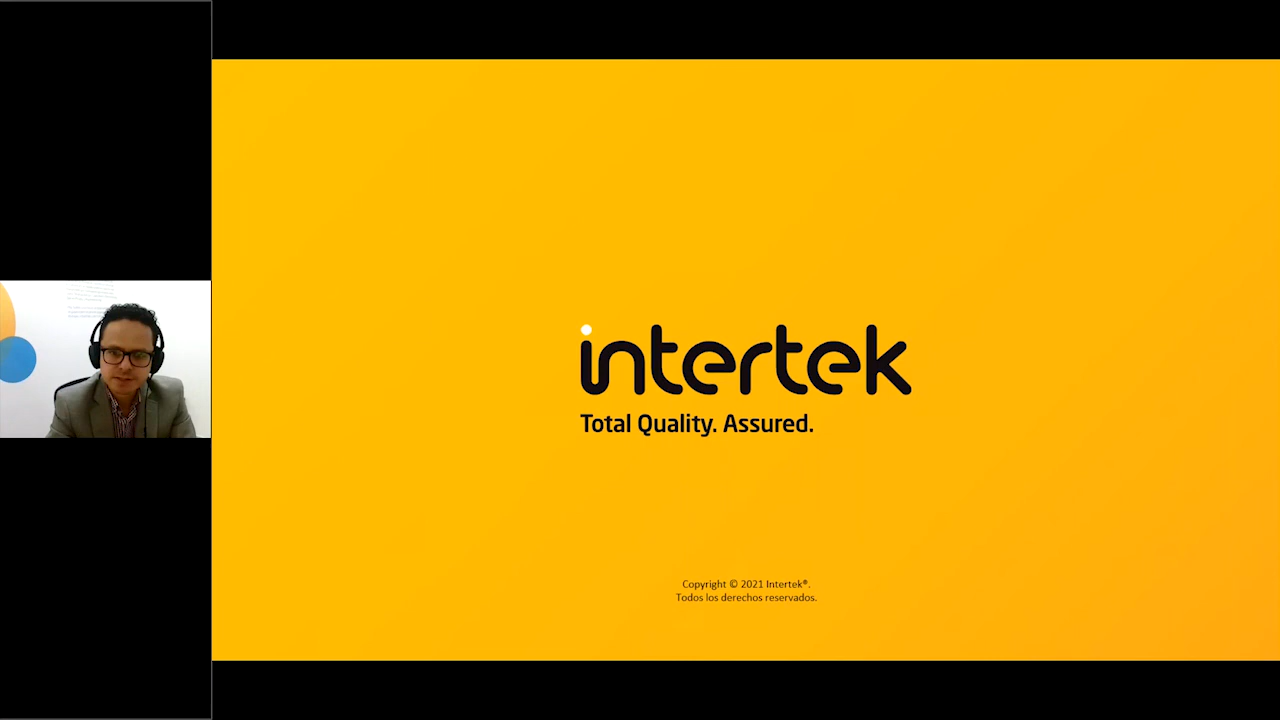 intertek
Total Quality. Assured.
Copyright © 2021 Intertek®.
Todos los derechos reservados.